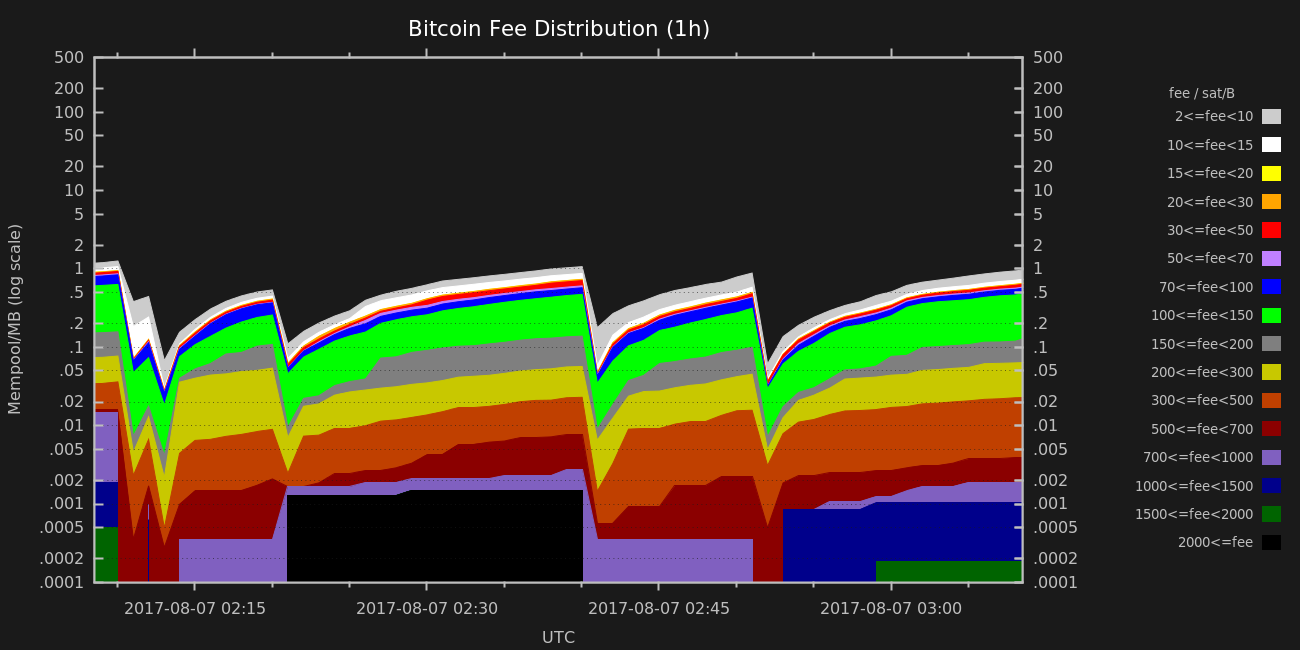 Bitcoin Fee Distribution (1h)
500
200
100
50
20
10
5
2
1
.5
.2
.1
.05
.02
.01
.005
.002
.001
.0005
.0002
.0001
Mempool/MB (log scale)
500
200
100
50
20
10
5
2
1
.5
.2
.1
.05
.02
.01
.005
.002
.001
.0005
.0002
.0001
2017-08-07 02:15
2017-08-07 02:30
2017-08-07 02:45
2017-08-07 03:00
UTC
fee / sat/B
2<=fee<10
10<=fee<15
15<=fee<20
20<=fee<30
30<=fee<50
50<=fee<70
70<=fee<100
100<=fee<150
150<=fee<200
200<=fee<300
300<=fee<500
500<=fee<700
700<=fee<1000
1000<=fee<1500
1500<=fee<2000
2000<=fee